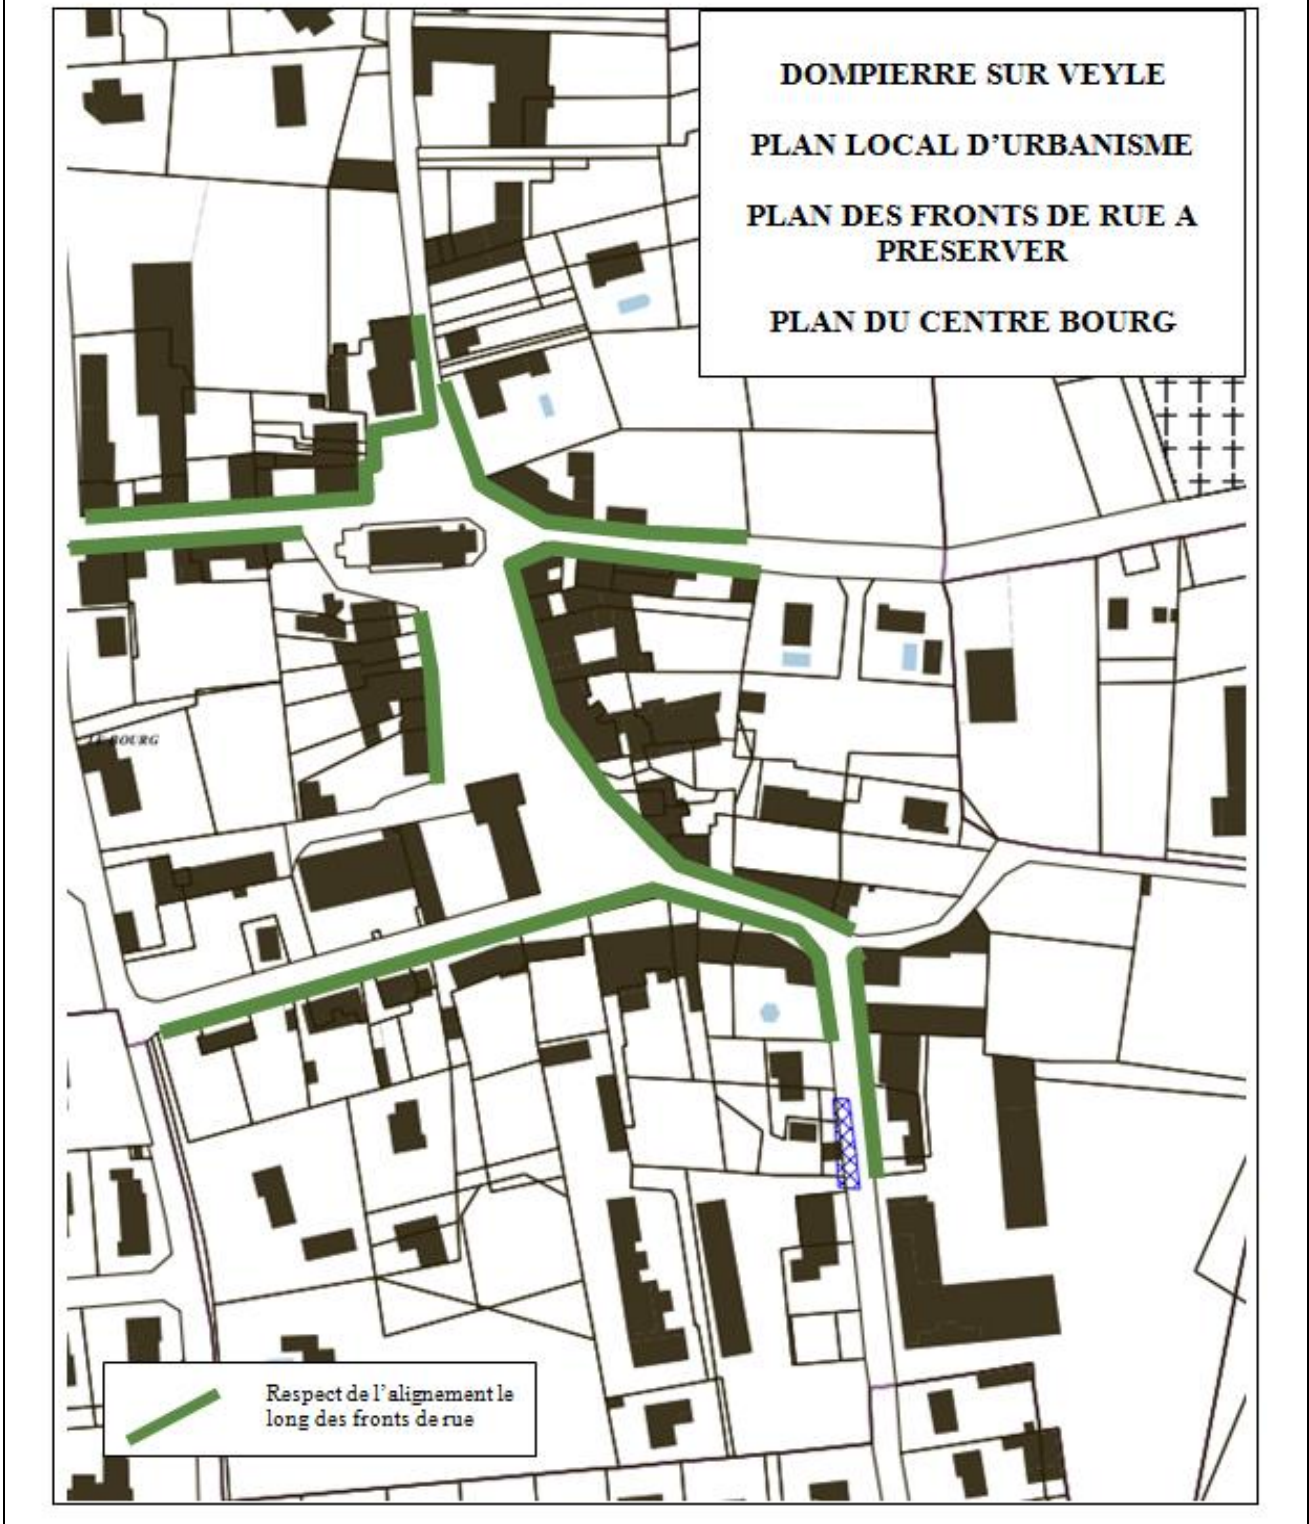 DOMPIERRE SUR VEYLE
PLAN LOCAL D'URBANISME
PLAN DES FRONTS DE RUE A
PRESERVER
PLAN DU CENTRE BOURG
LE BOURG
Respect de l'alignement le
long des fronts de rue